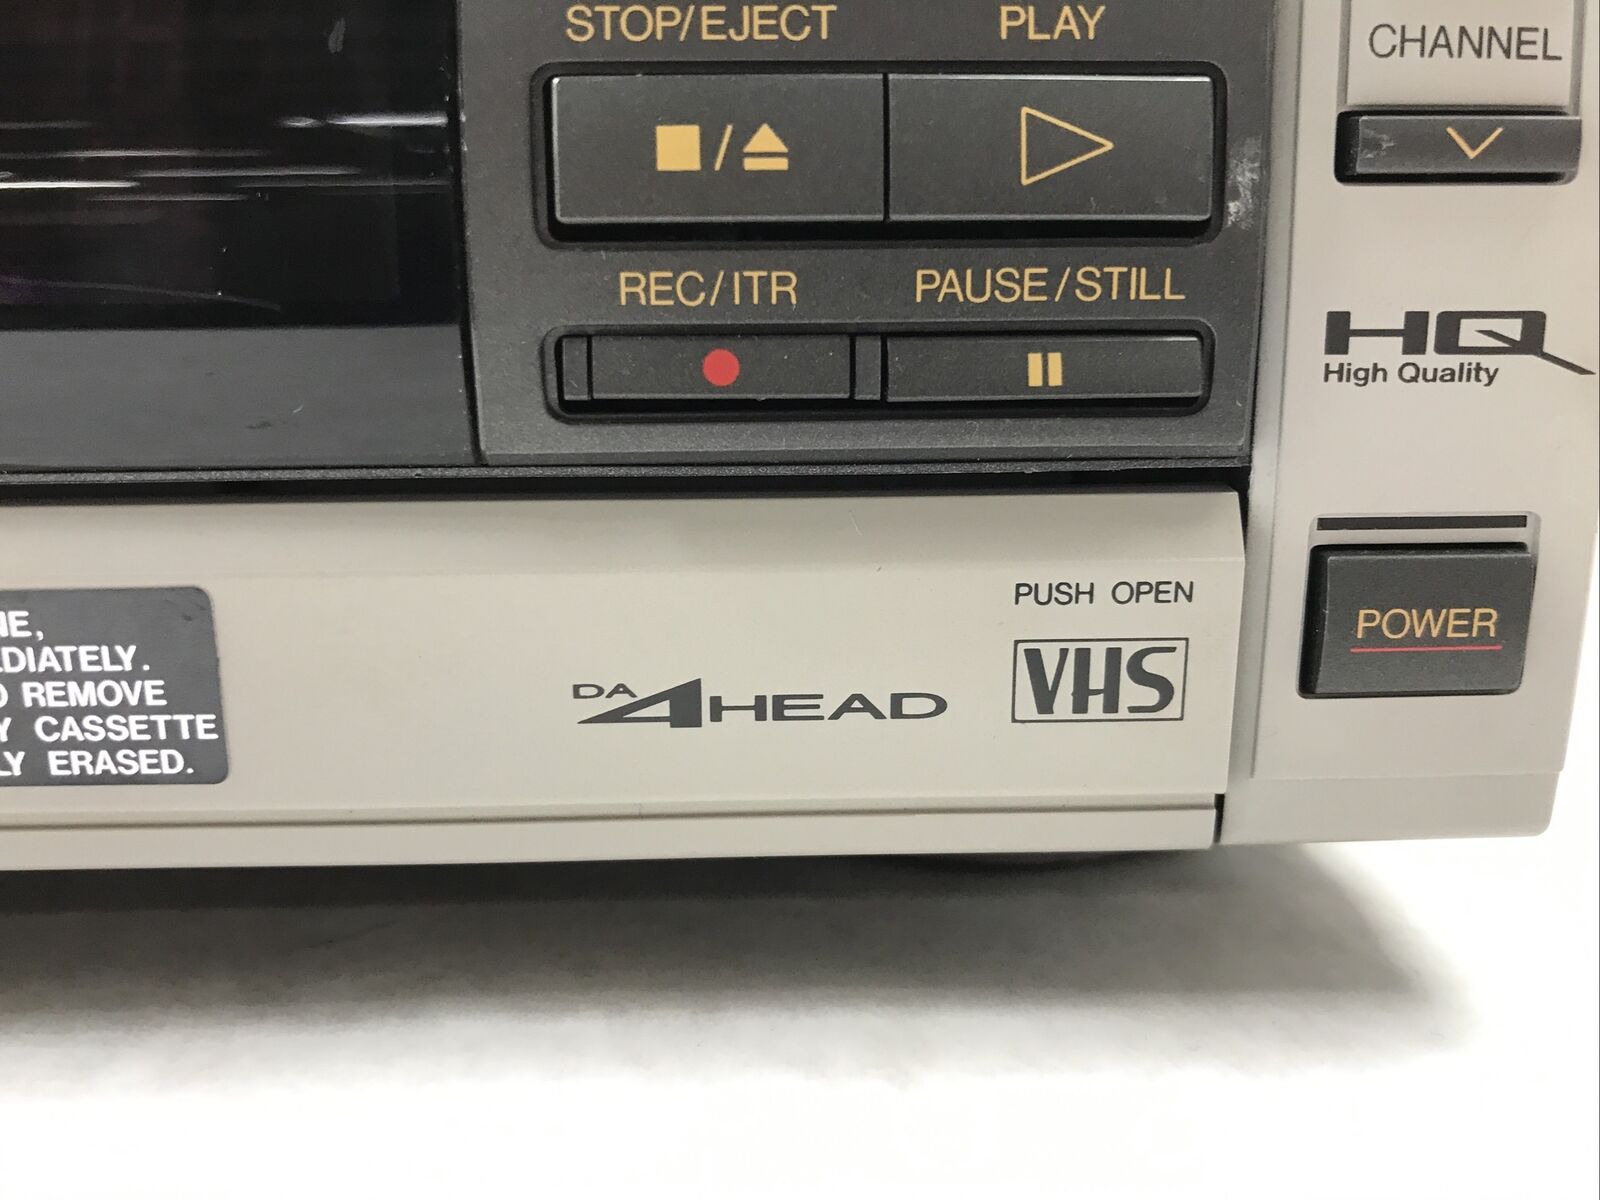 STOP/EJECT PLAY
CHANNEL
REC/ITR PAUSE/STILL
HQ
High Quality
PUSH OPEN
POWER
DA 4 HEAD
VHS
REMOVE
CASSETTE
ERASED.